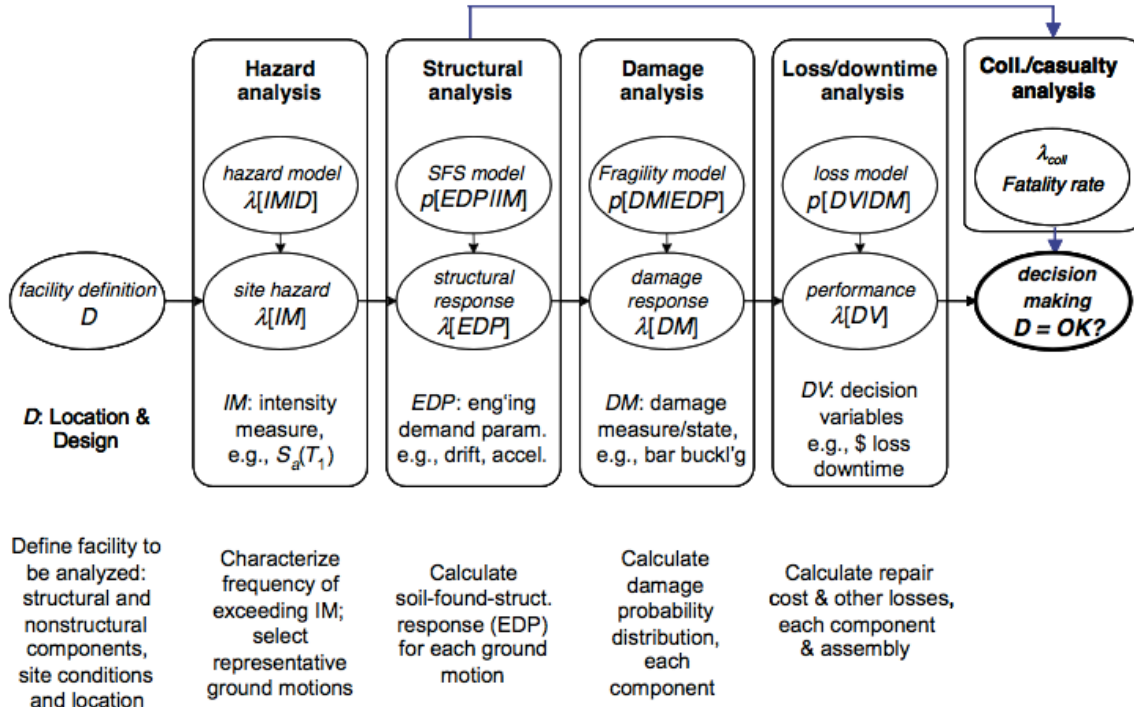 Hazard
analysis
Structural
analysis
Damage
analysis
Loss/downtime
analysis
Coll./casualty
analysis
hazard model
λ[IM|D]
SFS model
p[EDP|IM]
Fragility model
p[DM|EDP]
loss model
p[DV|DM]
λcoll
Fatality rate
facility definition
D
site hazard
λ[IM]
structural
response
λ[EDP]
damage
response
λ[DM]
performance
λ[DV]
decision
making
D = OK?
D: Location &
Design
IM: intensity
measure,
e.g., Sa(T1)
EDP: eng'ing
demand param.
e.g., drift, accel.
DM: damage
measure/state,
e.g., bar buckl'g
DV: decision
variables
e.g., $ loss
downtime
Define facility to
be analyzed:
structural and
nonstructural
components,
site conditions
and location
Characterize
frequency of
exceeding IM;
select
representative
ground motions
Calculate
soil-found-struct.
response (EDP)
for each ground
motion
Calculate
damage
probability
distribution,
each
component
Calculate repair
cost & other losses,
each component
& assembly